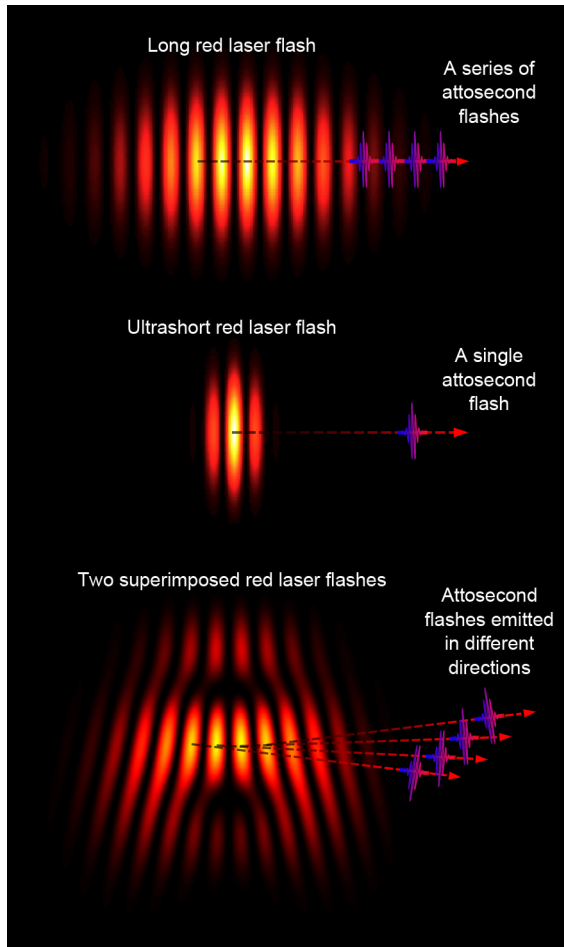 Long red laser flash
A series of
attosecond
flashes
Ultrashort red laser flash
A single
attosecond
flash
Two superimposed red laser flashes
Attosecond
flashes emitted
in different
directions